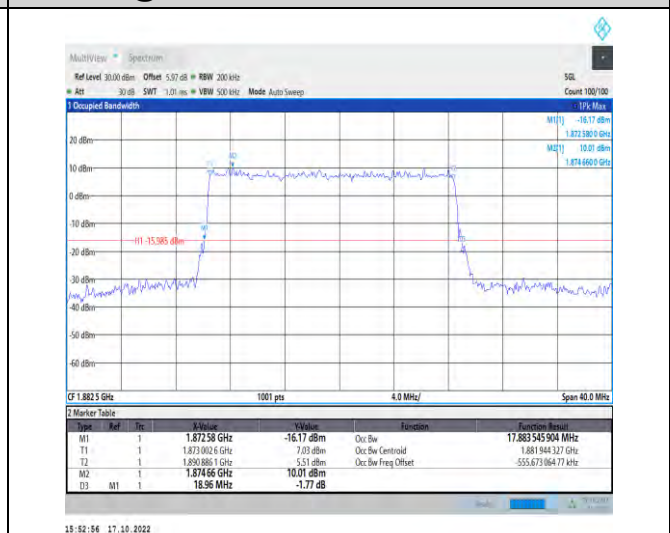 MultiView Spectrum
Ref Level 30.00 dBm Offset 5.97 dB RBW 200 kHz SGL
Att 30 dB SWT 1.01 ms VBW 500 kHz Mode Auto Sweep Count 100/100
1 Occupied Bandwidth 1Pk Max
M1[1] -16.17 dBm
1.872 580 0 GHz
M2[1] 10.01 dBm
1.874 660 0 GHz
20 dBm
10 dBm
0 dBm
-10 dBm
H1 -15.985 dBm
-20 dBm
-30 dBm
-40 dBm
-50 dBm
-60 dBm
CF 1.882 5 GHz 1001 pts 4.0 MHz/ Span 40.0 MHz
2 Marker Table
Type Ref Trc X-Value Y-Value Function Function Result
M1 1 1.872 58 GHz -16.17 dBm Occ Bw 17.883 545 904 MHz
T1 1 1.873 002 6 GHz 7.03 dBm Occ Bw Centroid 1.881 944 327 GHz
T2 1 1.890 886 1 GHz 5.51 dBm Occ Bw Freq Offset -555.673 064 77 kHz
M2 1 1.874 66 GHz 10.01 dBm
D3 M1 1 18.96 MHz -1.77 dB
15:52:56 17.10.2022